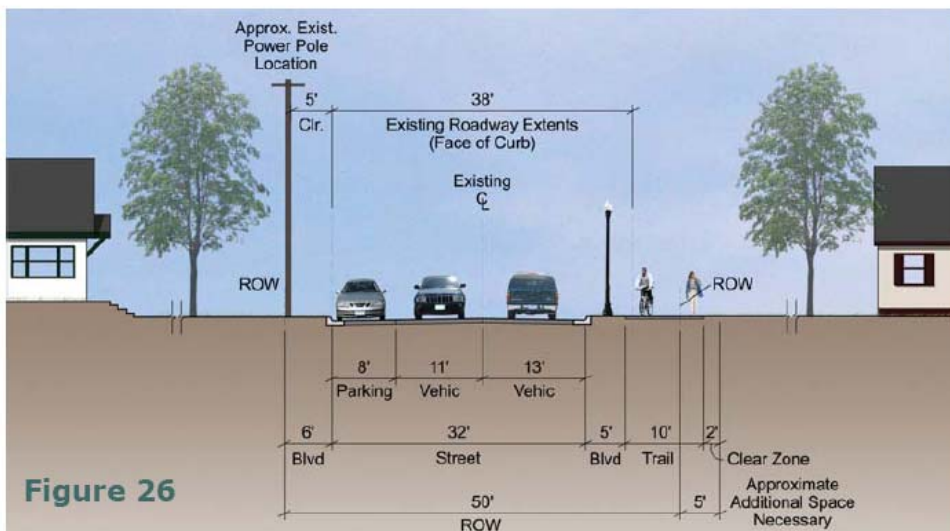 Approx. Exist.
Power Pole
Location
5'
38'
Clr.
Existing Roadway Extents
(Face of Curb)
Existing
℄
ROW
ROW
8'
11'
13'
Parking
Vehic
Vehic
6'
32'
5'
10'
2'
Blvd
Street
Blvd
Trail
Clear Zone
Figure 26
50'
5'
Approximate
Additional Space
Necessary
ROW